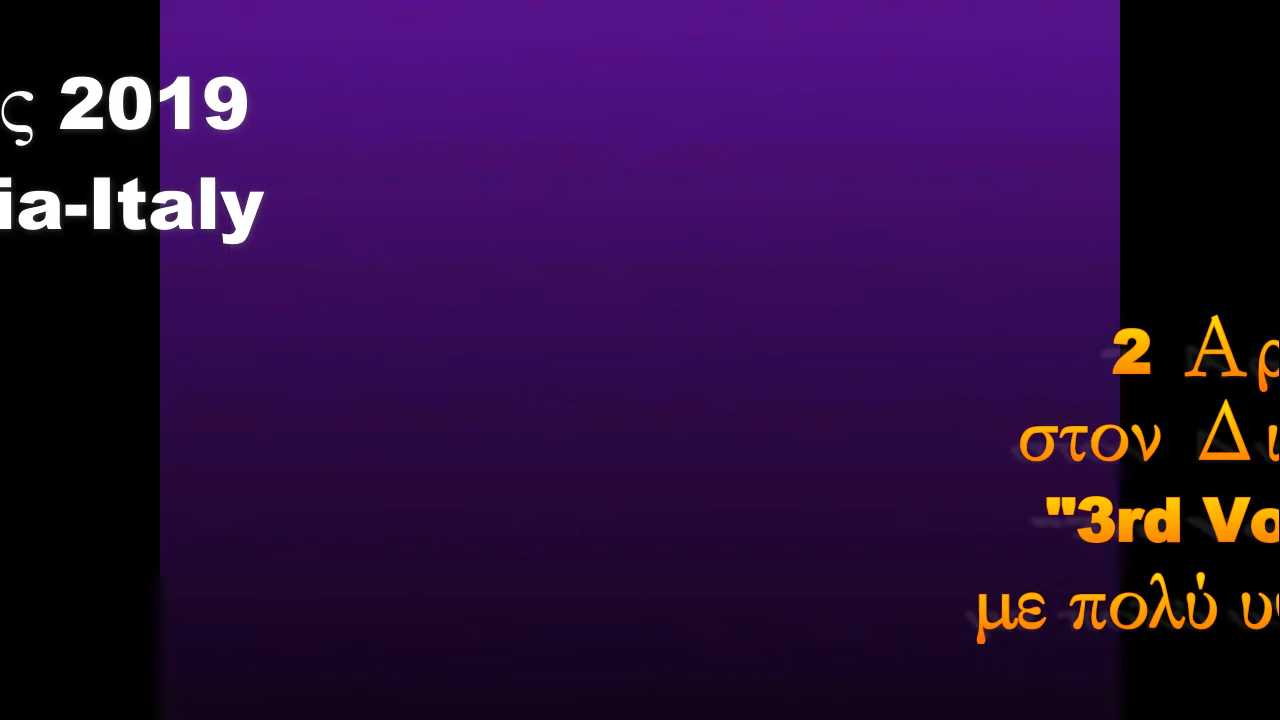 ς 2019
ia-Italy
2 Αρ
στον Δι
"3rd Vo
με πολύ υ